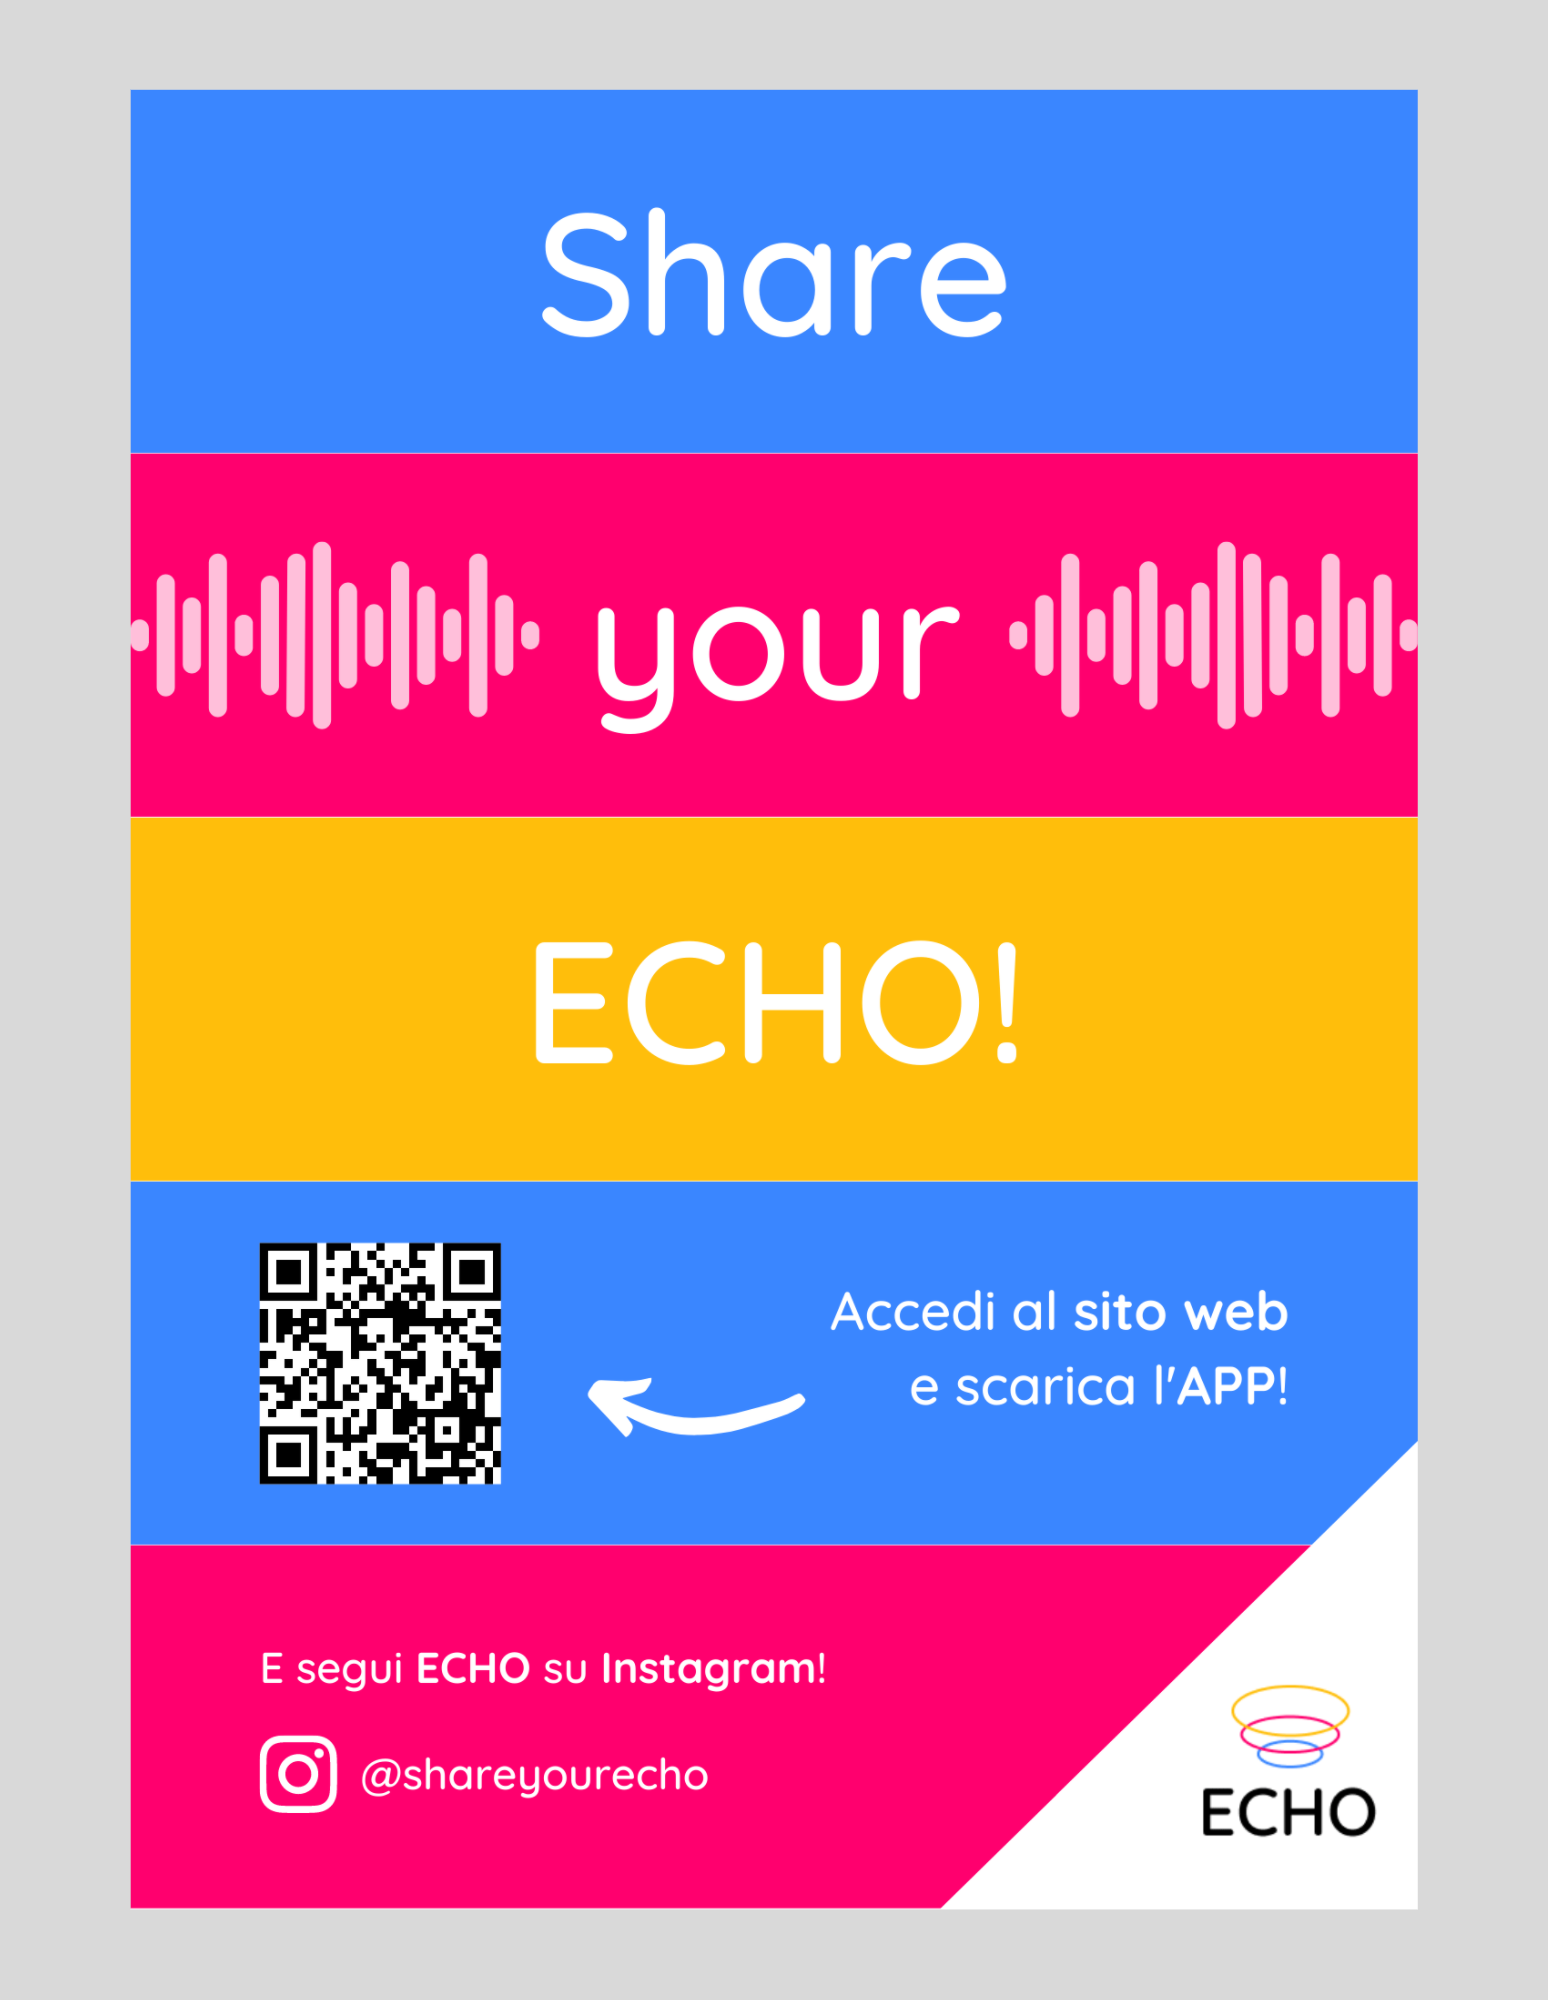 Share
your
ECHO!
Accedi al sito web
e scarica l'APP!
E segui ECHO su Instagram!
@shareyourecho
ECHO